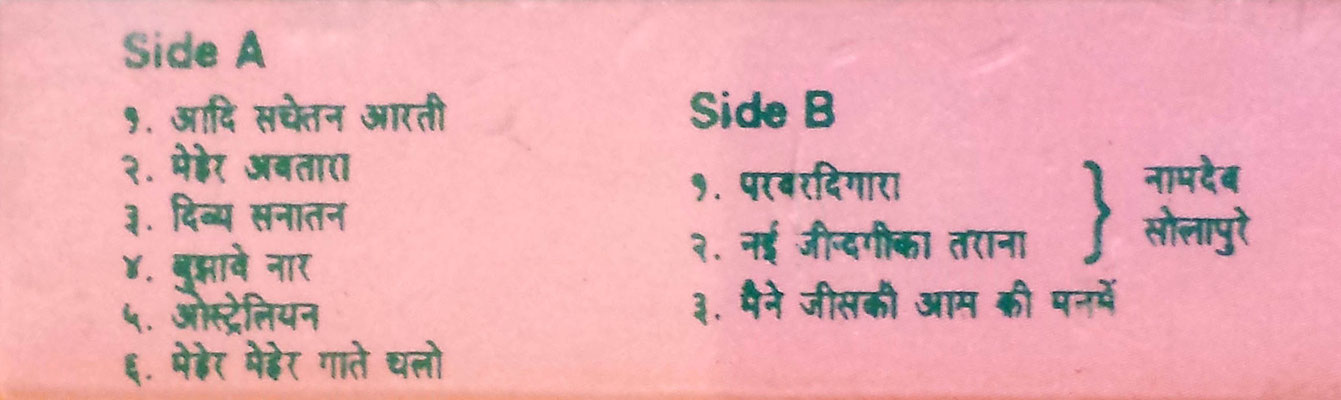 Side A
१. आदि सचेतन आरती
२. मेहेर अवतारा
३. दिव्य सनातन
४. बुझावे नार
५. ओस्ट्रेलियन
६. मेहेर मेहेर गाते चलो
Side B
१. परवरदिगारा
२. नई जीन्दगीका तराना
नामदेव
सोलापुरे
३. मैने जीसकी आस की मनमें